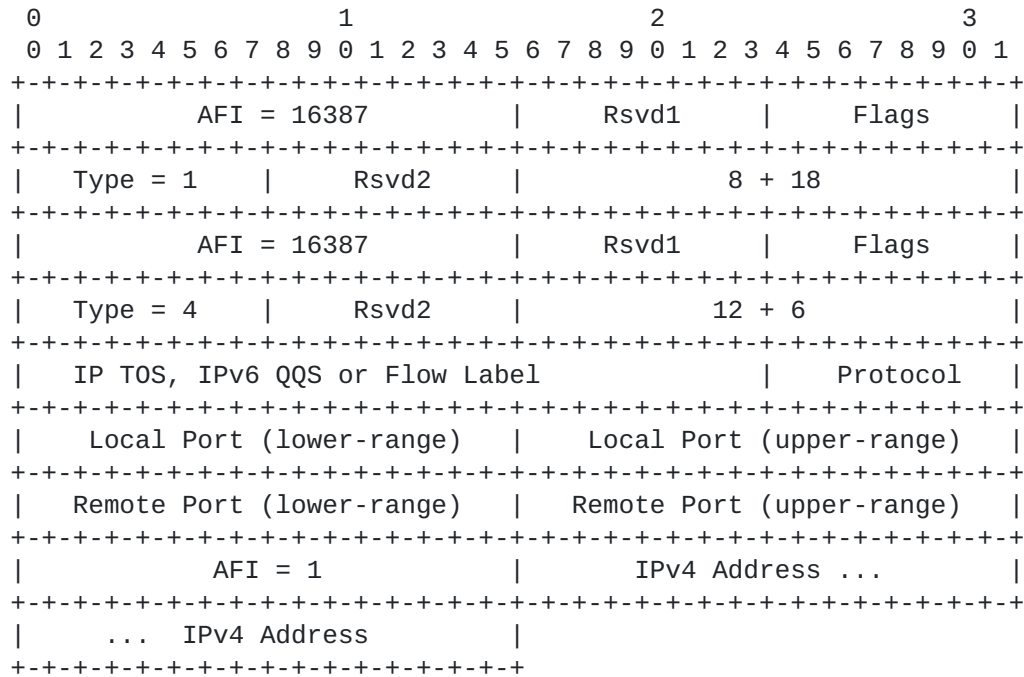 0                   1                   2                   3
 0 1 2 3 4 5 6 7 8 9 0 1 2 3 4 5 6 7 8 9 0 1 2 3 4 5 6 7 8 9 0 1
+-+-+-+-+-+-+-+-+-+-+-+-+-+-+-+-+-+-+-+-+-+-+-+-+-+-+-+-+-+-+-+-+
|           AFI = 16387         |     Rsvd1     |     Flags     |
+-+-+-+-+-+-+-+-+-+-+-+-+-+-+-+-+-+-+-+-+-+-+-+-+-+-+-+-+-+-+-+-+
|   Type = 1    |     Rsvd2     |             8 + 18            |
+-+-+-+-+-+-+-+-+-+-+-+-+-+-+-+-+-+-+-+-+-+-+-+-+-+-+-+-+-+-+-+-+
|           AFI = 16387         |     Rsvd1     |     Flags     |
+-+-+-+-+-+-+-+-+-+-+-+-+-+-+-+-+-+-+-+-+-+-+-+-+-+-+-+-+-+-+-+-+
|   Type = 4    |     Rsvd2     |            12 + 6             |
+-+-+-+-+-+-+-+-+-+-+-+-+-+-+-+-+-+-+-+-+-+-+-+-+-+-+-+-+-+-+-+-+
|   IP TOS, IPv6 QQS or Flow Label              |    Protocol   |
+-+-+-+-+-+-+-+-+-+-+-+-+-+-+-+-+-+-+-+-+-+-+-+-+-+-+-+-+-+-+-+-+
|    Local Port (lower-range)   |    Local Port (upper-range)   |
+-+-+-+-+-+-+-+-+-+-+-+-+-+-+-+-+-+-+-+-+-+-+-+-+-+-+-+-+-+-+-+-+
|   Remote Port (lower-range)   |   Remote Port (upper-range)   |
+-+-+-+-+-+-+-+-+-+-+-+-+-+-+-+-+-+-+-+-+-+-+-+-+-+-+-+-+-+-+-+-+
|            AFI = 1            |       IPv4 Address ...        |
+-+-+-+-+-+-+-+-+-+-+-+-+-+-+-+-+-+-+-+-+-+-+-+-+-+-+-+-+-+-+-+-+
|     ...  IPv4 Address         |
+-+-+-+-+-+-+-+-+-+-+-+-+-+-+-+-+